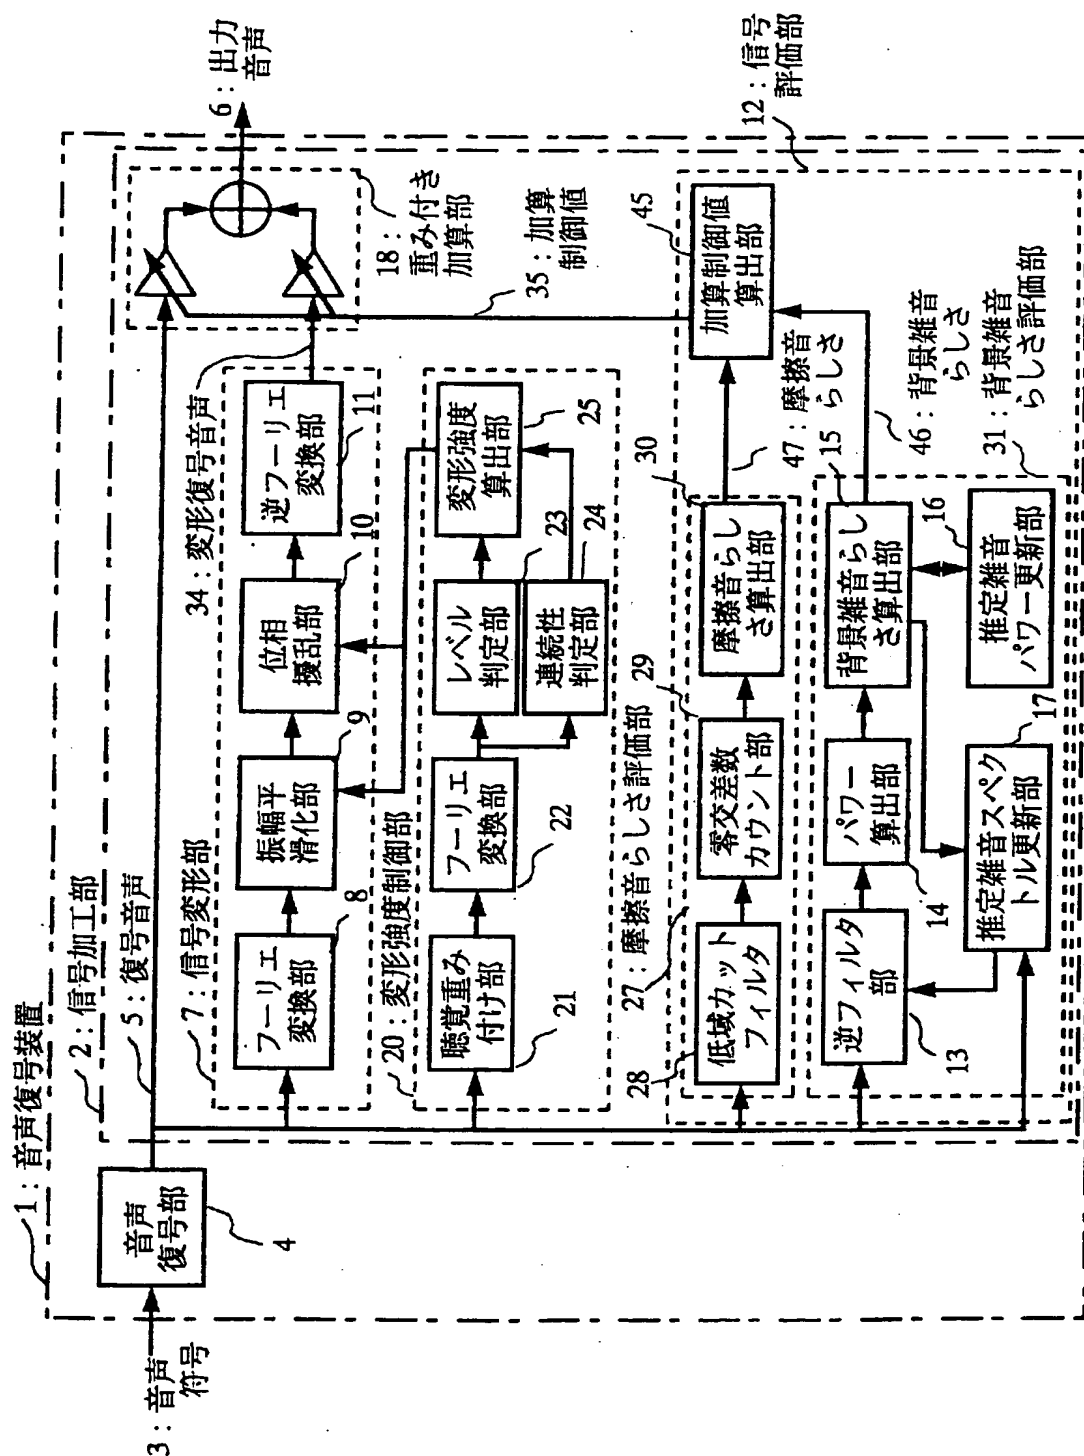 1：音声復号装置
2：信号加工部
3：音声
符号
音声
復号部
4
5：復号音声
7：信号変形部
フーリエ
変換部
8
振幅平
滑化部
9
位相
擾乱部
10
逆フーリエ
変換部
11
34：変形復号音声
6：出力
音声
18：
重み付き
加算部
35：加算
制御値
20：変形強度制御部
聴覚重み
付け部
21
フーリエ
変換部
22
レベル
判定部
23
連続性
判定部
24
変形強度
算出部
25
12：信号
評価部
27：摩擦音らしさ評価部
28
低域カット
フィルタ
零交差数
カウント部
29
摩擦音らし
さ算出部
30
47：摩擦音
らしさ
加算制御値
算出部
45
逆フィルタ
部
13
パワー
算出部
14
背景雑音らし
さ算出部
15
46：背景雑音
らしさ
31：背景雑音
らしさ評価部
推定雑音
パワー更新部
16
推定雑音スペク
トル更新部
17